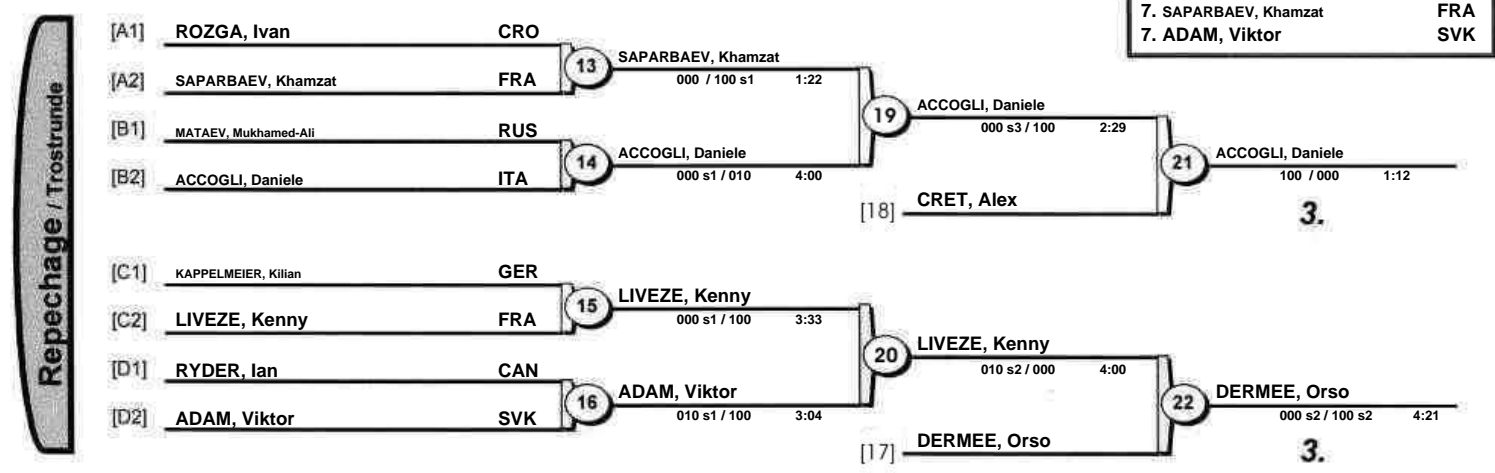 7. SAPARBAEV, Khamzat FRA
7. ADAM, Viktor SVK
Repechage / Trostrunde
[A1] ROZGA, Ivan CRO
13
SAPARBAEV, Khamzat
000 / 100 s1 1:22
[A2] SAPARBAEV, Khamzat FRA
19
ACCOGLI, Daniele
000 s3 / 100 2:29
[B1] MATAEV, Mukhamed-Ali RUS
14
ACCOGLI, Daniele
000 s1 / 010 4:00
[B2] ACCOGLI, Daniele ITA
21
ACCOGLI, Daniele
100 / 000 1:12
[18] CRET, Alex
3.
[C1] KAPPELMEIER, Kilian GER
15
LIVEZE, Kenny
000 s1 / 100 3:33
[C2] LIVEZE, Kenny FRA
20
LIVEZE, Kenny
010 s2 / 000 4:00
[D1] RYDER, Ian CAN
16
ADAM, Viktor
010 s1 / 100 3:04
[D2] ADAM, Viktor SVK
22
DERMEE, Orso
000 s2 / 100 s2 4:21
[17] DERMEE, Orso
3.